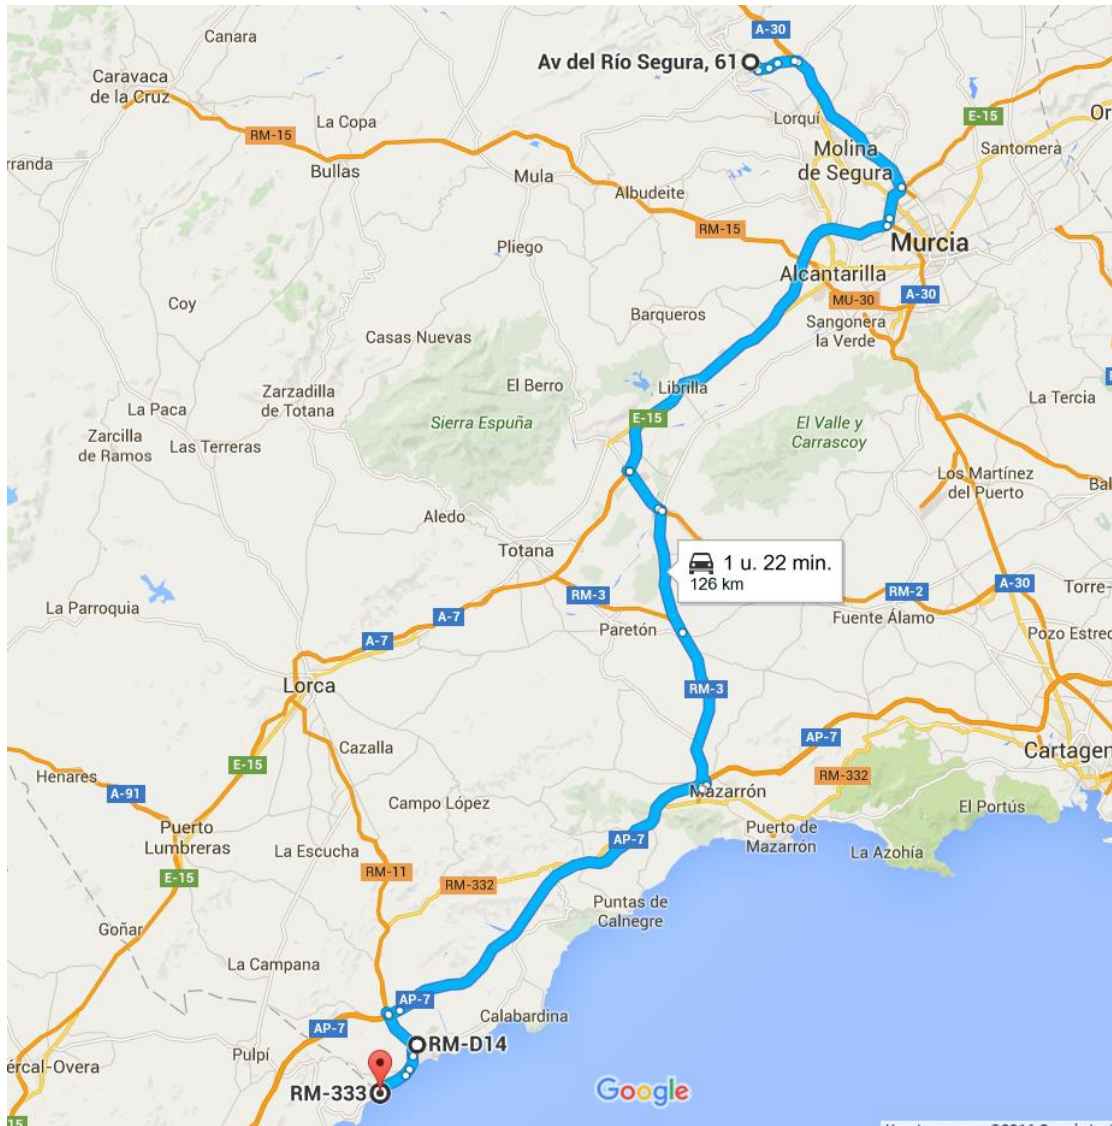 Canara
A-30
Av del Río Segura, 61
Caravaca
de la Cruz
Lorquí
E-15
Or
La Copa
RM-15
Molina
de Segura
Santomera
rranda
Bullas
Mula
Albudeite
RM-15
Murcia
Pliego
Alcantarilla
Coy
MU-30
A-30
Barqueros
Sangonera
la Verde
Casas Nuevas
El Berro
Librilla
Zarzadilla
de Totana
La Tercia
La Paca
E-15
Sierra Espuña
El Valle y
Carrascoy
Zarcilla
de Ramos
Las Terreras
Los Martínez
del Puerto
Bal
Aledo
Totana
1 u. 22 min.
126 km
A-30
Torre-
La Parroquia
RM-3
RM-2
A-7
Fuente Álamo
Paretón
Pozo Estrec
A-7
Lorca
RM-3
Cazalla
AP-7
Cartagen
E-15
Henares
RM-332
A-91
Mazarrón
Campo López
El Portús
Puerto
Lumbreras
Puerto de
Mazarrón
AP-7
La Escucha
La Azohía
RM-11
E-15
RM-332
Puntas de
Calnegre
Goñar
La Campana
AP-7
Calabardina
AP-7
RM-D14
Pulpí
ércal-Overa
RM-333
Google
15